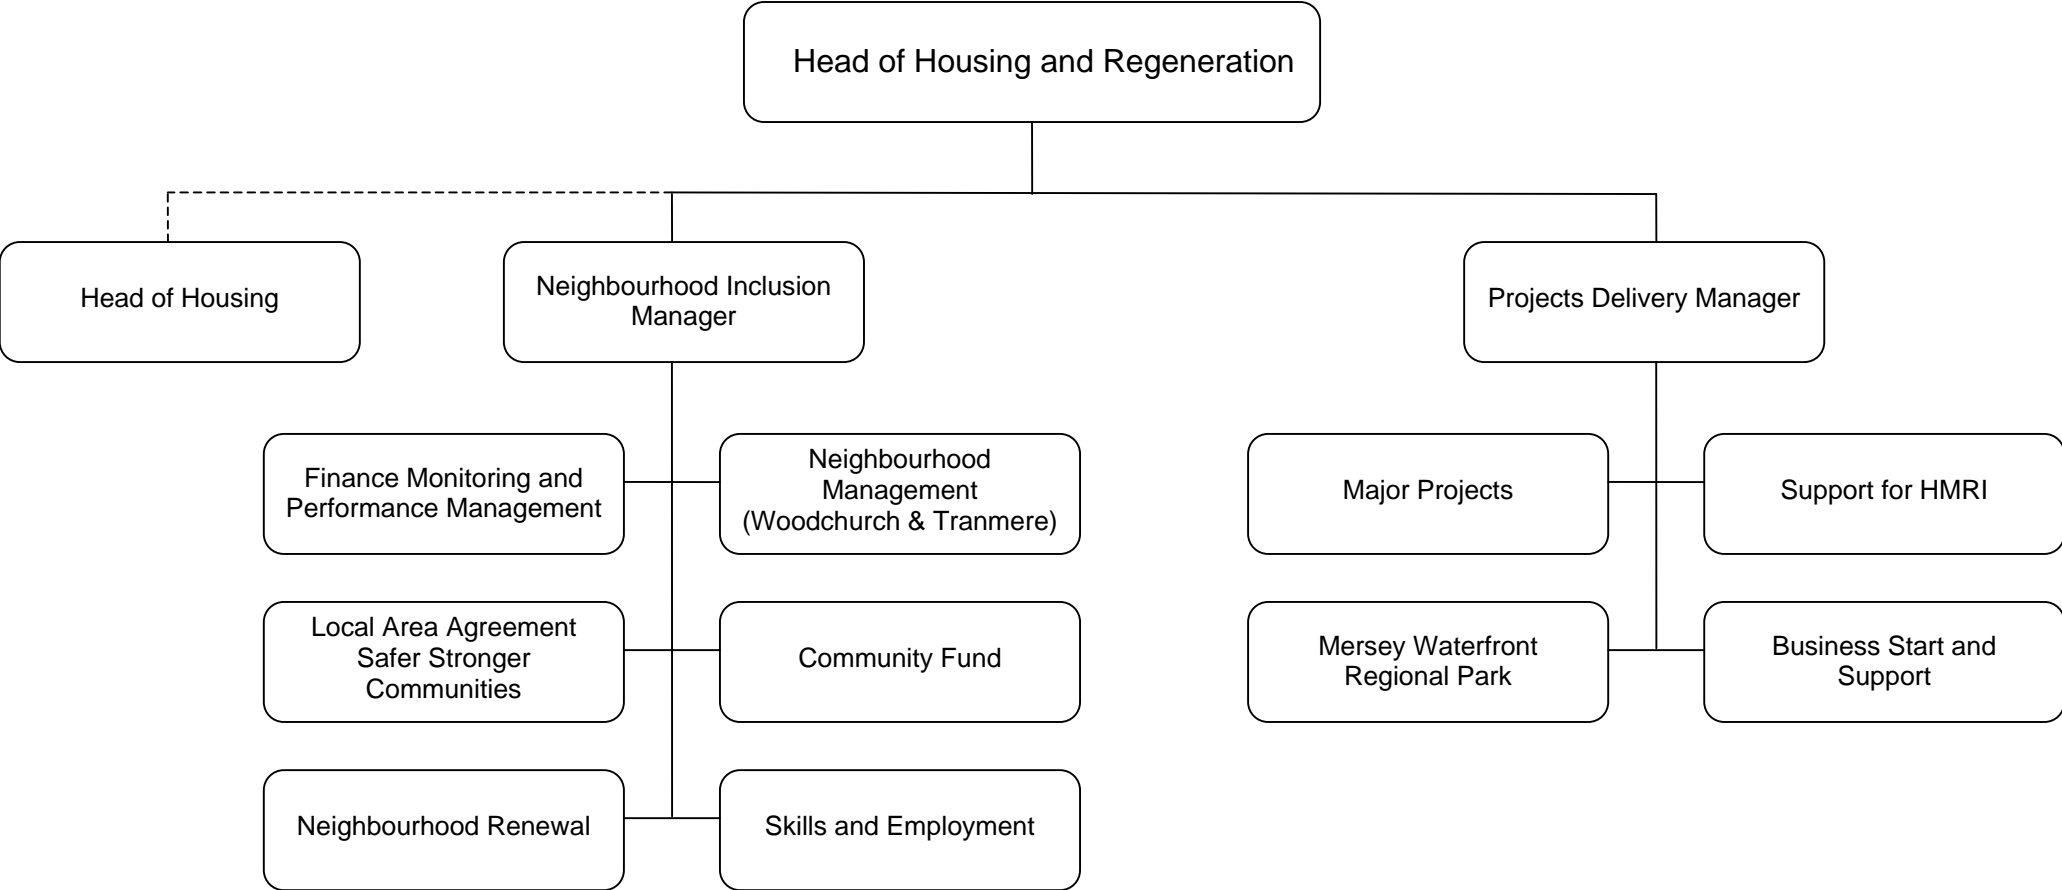 Head of Housing and Regeneration
Head of Housing
Neighbourhood Inclusion
Manager
Projects Delivery Manager
Finance Monitoring and
Performance Management
Neighbourhood
Management
(Woodchurch & Tranmere)
Major Projects
Support for HMRI
Local Area Agreement
Safer Stronger
Communities
Community Fund
Mersey Waterfront
Regional Park
Business Start and
Support
Neighbourhood Renewal
Skills and Employment